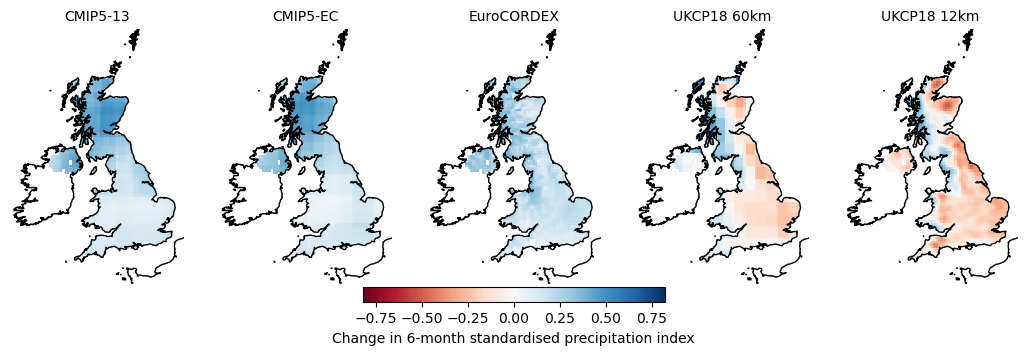 CMIP5-13 CMIP5-EC EuroCORDEX UKCP18 60km UKCP18 12km
−0.75 −0.50 −0.25 0.00 0.25 0.50 0.75
Change in 6-month standardised precipitation index